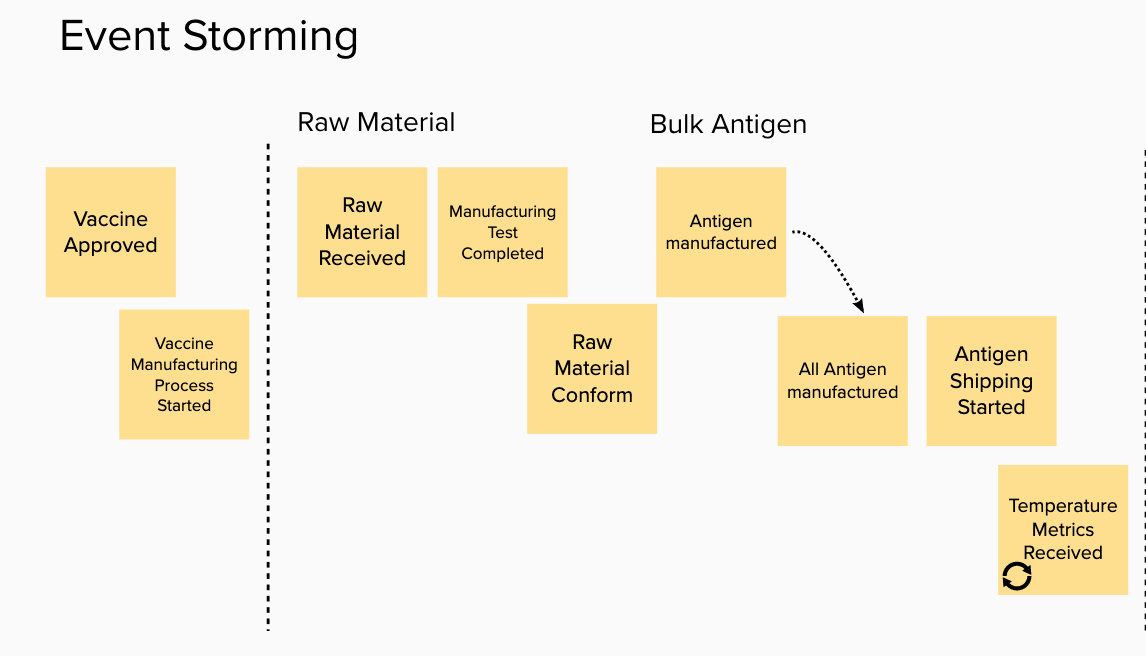 Event Storming
Raw Material
Bulk Antigen
Vaccine
Approved
Vaccine
Manufacturing
Process
Started
Raw
Material
Received
Manufacturing
Test
Completed
Raw
Material
Conform
Antigen
manufactured
All Antigen
manufactured
Antigen
Shipping
Started
Temperature
Metrics
Received